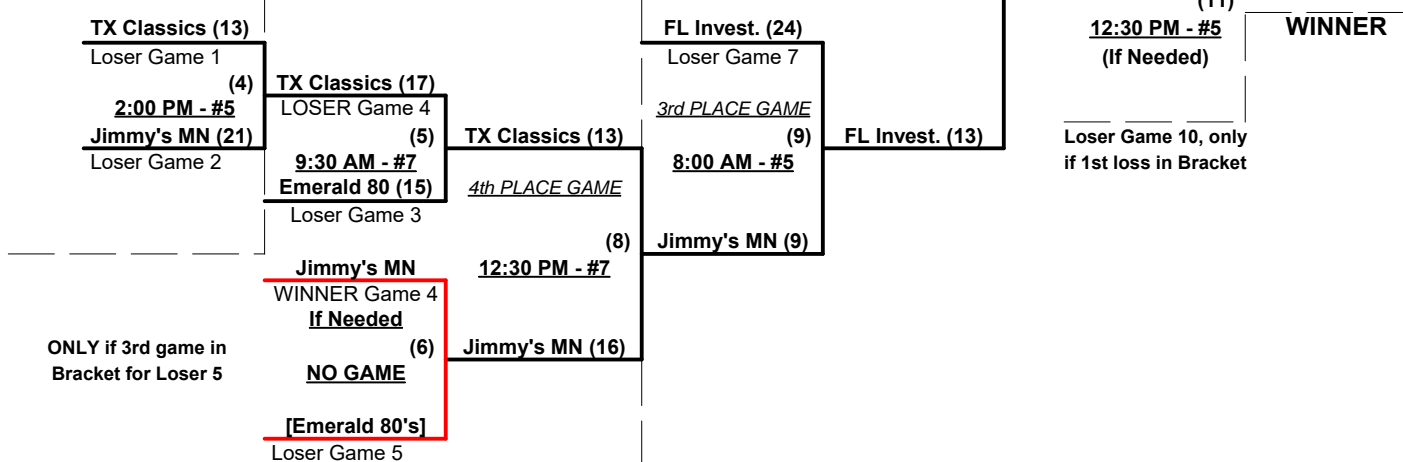 (11)
TX Classics (13)
FL Invest. (24)
12:30 PM - #5
WINNER
Loser Game 1
Loser Game 7
(If Needed)
(4)
TX Classics (17)
2:00 PM - #5
LOSER Game 4
3rd PLACE GAME
Jimmy's MN (21)
(5)
TX Classics (13)
(9)
FL Invest. (13)
Loser Game 10, only
if 1st loss in Bracket
Loser Game 2
9:30 AM - #7
8:00 AM - #5
Emerald 80 (15)
4th PLACE GAME
Loser Game 3
(8)
Jimmy's MN (9)
Jimmy's MN
12:30 PM - #7
WINNER Game 4
If Needed
ONLY if 3rd game in
Bracket for Loser 5
(6)
Jimmy's MN (16)
NO GAME
[Emerald 80's]
Loser Game 5